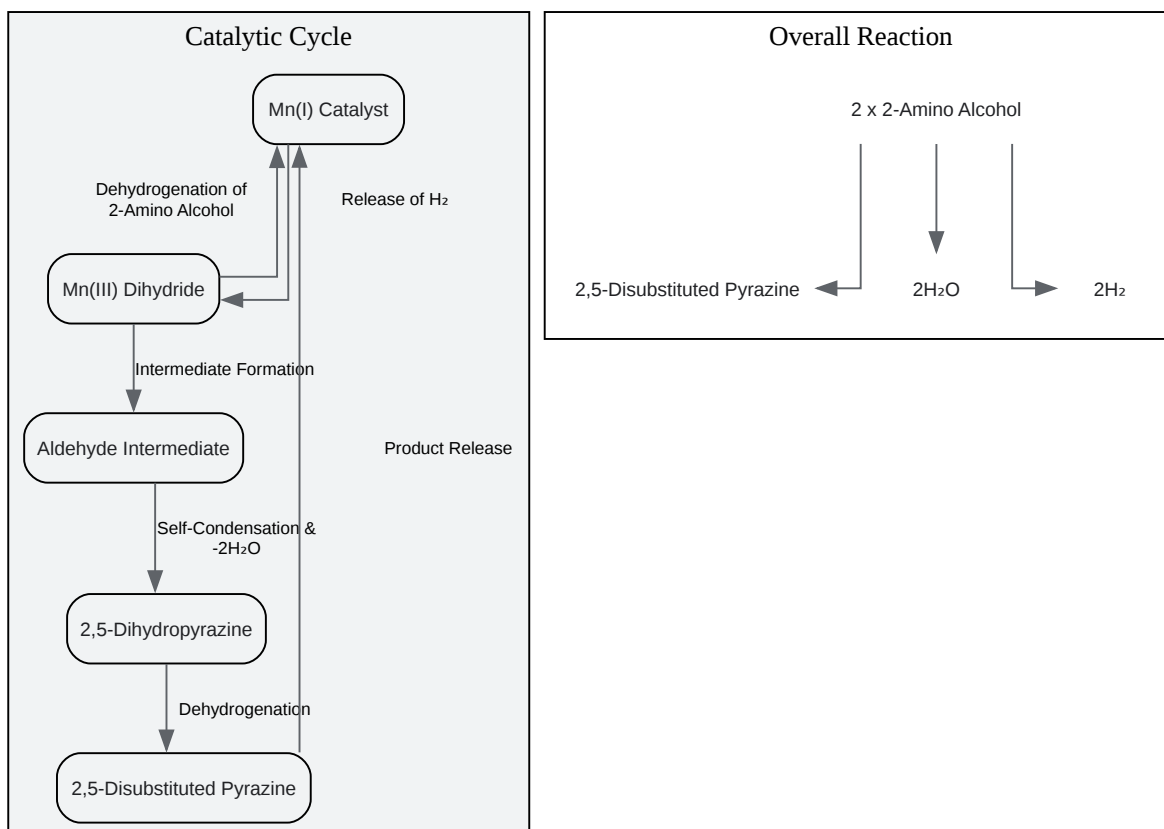 Catalytic Cycle
Mn(I) Catalyst
Dehydrogenation of
2-Amino Alcohol
Release of H₂
Mn(III) Dihydride
Intermediate Formation
Aldehyde Intermediate
Product Release
Self-Condensation &
-2H₂O
2,5-Dihydropyrazine
Dehydrogenation
2,5-Disubstituted Pyrazine
Overall Reaction
2 x 2-Amino Alcohol
2,5-Disubstituted Pyrazine
2H₂O
2H₂